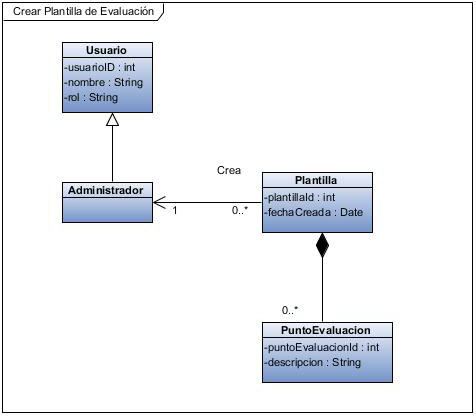 Crear Plantilla de Evaluación
Usuario
-usuarioID : int
-nombre : String
-rol : String
Administrador
Crea
1
0..*
Plantilla
-plantillaId : int
-fechaCreada : Date
0..*
PuntoEvaluacion
-puntoEvaluacionId : int
-descripcion : String